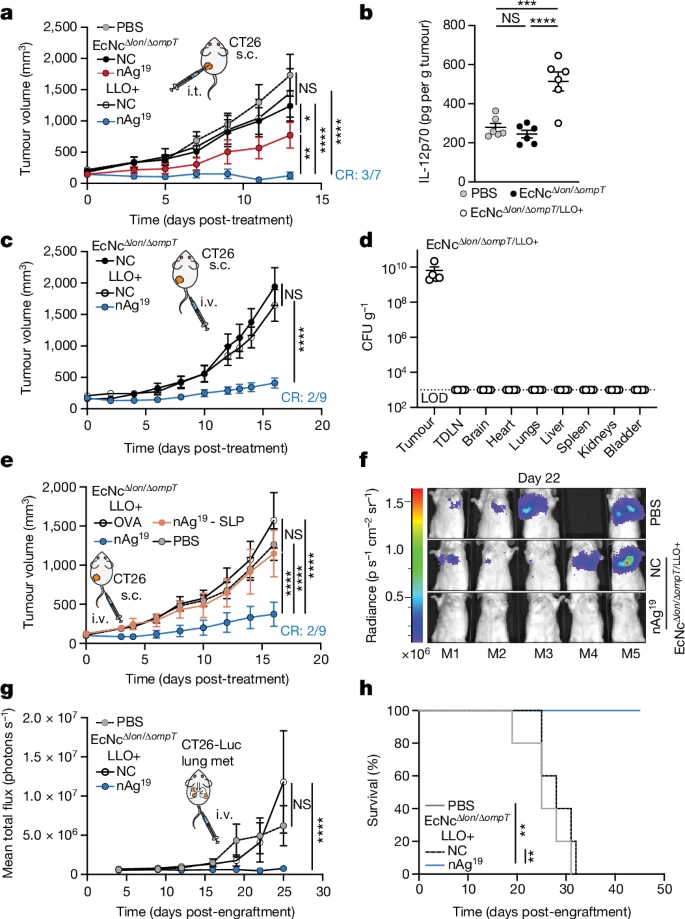 a
2,500
2,000
1,500
1,000
500
0
Tumour volume (mm³)
PBS
EcNcΔlon/ΔompT
NC
nAg¹⁹
LLO+
NC
nAg¹⁹
CT26
s.c.
i.t.
NS
*
**
****
****
CR: 3/7
0 5 10 15
Time (days post-treatment)
b
***
NS ****
800
600
400
200
0
IL-12p70 (pg per g tumour)
PBS EcNcΔlon/ΔompT
EcNcΔlon/ΔompT/LLO+
c
2,500
2,000
1,500
1,000
500
0
Tumour volume (mm³)
EcNcΔlon/ΔompT
NC
LLO+
NC
nAg¹⁹
CT26
s.c.
i.v.
NS
****
CR: 2/9
0 5 10 15 20
Time (days post-treatment)
d
EcNcΔlon/ΔompT/LLO+
10¹⁰
10⁸
10⁶
10⁴
10²
CFU g⁻¹
LOD
Tumour
TDLN
Brain
Heart
Lungs
Liver
Spleen
Kidneys
Bladder
e
2,000
1,500
1,000
500
0
Tumour volume (mm³)
EcNcΔlon/ΔompT
LLO+
OVA nAg¹⁹ - SLP
nAg¹⁹ PBS
CT26
s.c.
i.v.
NS
****
****
****
CR: 2/9
0 5 10 15 20
Time (days post-treatment)
f
Day 22
1.5
1.0
0.5
×10⁶
Radiance (p s⁻¹ cm⁻² sr⁻¹)
PBS
NC
nAg¹⁹
EcNcΔlon/ΔompT/LLO+
M1 M2 M3 M4 M5
g
2.0 × 10⁷
1.5 × 10⁷
1.0 × 10⁷
5.0 × 10⁶
0
Mean total flux (photons s⁻¹)
PBS
EcNcΔlon/ΔompT
LLO+
NC
nAg¹⁹
CT26-Luc
lung met
i.v.
NS
****
0 5 10 15 20 25 30
Time (days post-engraftment)
h
100
80
60
40
20
0
Survival (%)
PBS
EcNcΔlon/ΔompT
LLO+
NC
nAg¹⁹
**
**
0 10 20 30 40 50
Time (days post-engraftment)